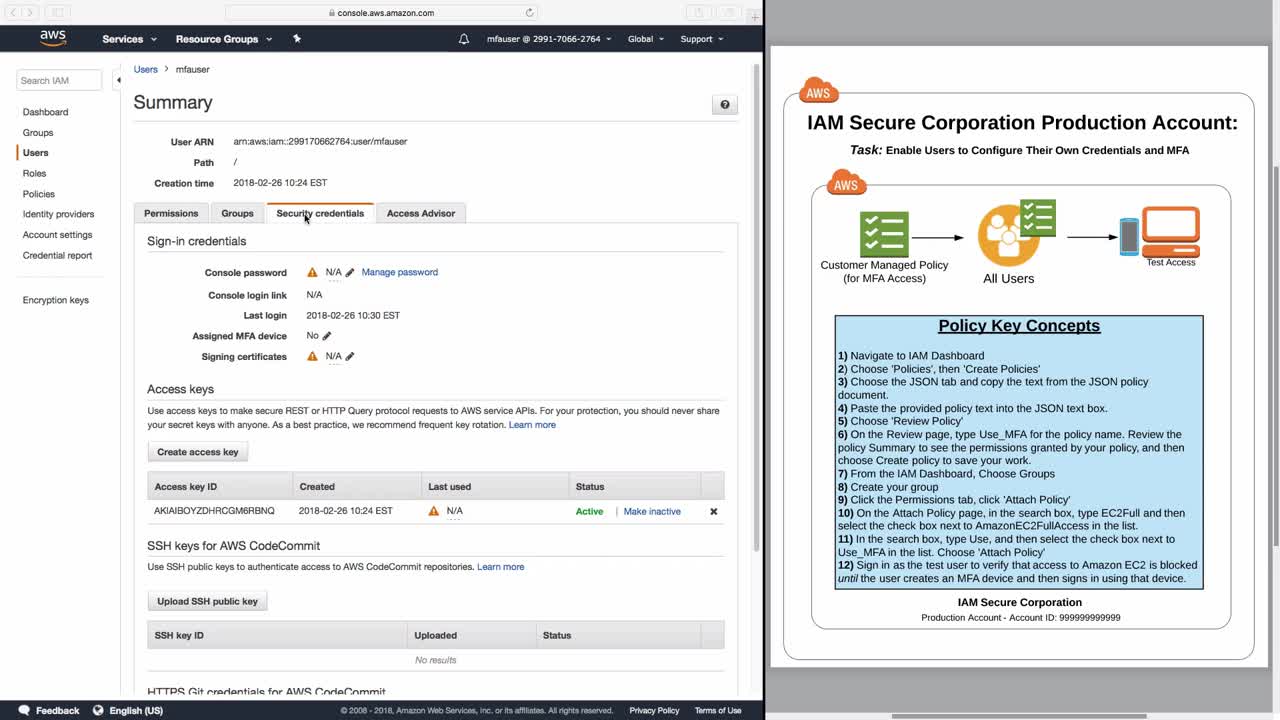 console.aws.amazon.com
aws
Services
Resource Groups
mfauser @ 2991-7066-2764
Global
Support
Search IAM
Dashboard
Groups
Users
Roles
Policies
Identity providers
Account settings
Credential report
Encryption keys
Users > mfauser
Summary
User ARN arn:aws:iam::299170662764:user/mfauser
Path /
Creation time 2018-02-26 10:24 EST
Permissions
Groups
Security credentials
Access Advisor
Sign-in credentials
Console password N/A Manage password
Console login link N/A
Last login 2018-02-26 10:30 EST
Assigned MFA device No
Signing certificates N/A
Access keys
Use access keys to make secure REST or HTTP Query protocol requests to AWS service APIs. For your protection, you should never share
your secret keys with anyone. As a best practice, we recommend frequent key rotation. Learn more
Create access key
Access key ID Created Last used Status
AKIAIBOYZDHRCGM6RBNQ 2018-02-26 10:24 EST N/A Active | Make inactive
SSH keys for AWS CodeCommit
Use SSH public keys to authenticate access to AWS CodeCommit repositories. Learn more
Upload SSH public key
SSH key ID Uploaded Status
No results
HTTPS Git credentials for AWS CodeCommit
Feedback
English (US)
© 2008 - 2018, Amazon Web Services, Inc. or its affiliates. All rights reserved.
Privacy Policy
Terms of Use
AWS
IAM Secure Corporation Production Account:
Task: Enable Users to Configure Their Own Credentials and MFA
AWS
Customer Managed Policy
(for MFA Access)
All Users
Test Access
Policy Key Concepts
1) Navigate to IAM Dashboard
2) Choose 'Policies', then 'Create Policies'
3) Choose the JSON tab and copy the text from the JSON policy
document.
4) Paste the provided policy text into the JSON text box.
5) Choose 'Review Policy'
6) On the Review page, type Use_MFA for the policy name. Review the
policy Summary to see the permissions granted by your policy, and then
choose Create policy to save your work.
7) From the IAM Dashboard, Choose Groups
8) Create your group
9) Click the Permissions tab, click 'Attach Policy'
10) On the Attach Policy page, in the search box, type EC2Full and then
select the check box next to AmazonEC2FullAccess in the list.
11) In the search box, type Use, and then select the check box next to
Use_MFA in the list. Choose 'Attach Policy'
12) Sign in as the test user to verify that access to Amazon EC2 is blocked
until the user creates an MFA device and then signs in using that device.
IAM Secure Corporation
Production Account - Account ID: 999999999999